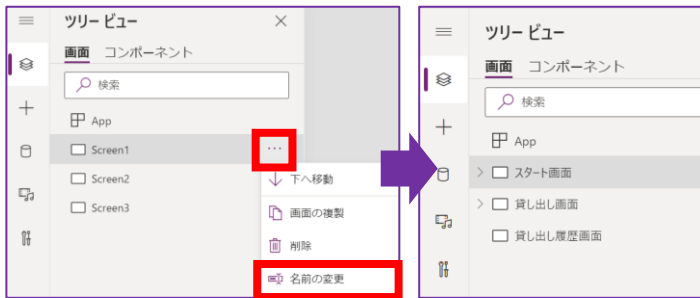 ツリー ビュー
画面 コンポーネント
検索
App
Screen1
Screen2
Screen3
下へ移動
画面の複製
削除
名前の変更
ツリー ビュー
画面 コンポーネント
検索
App
スタート画面
貸し出し画面
貸し出し履歴画面